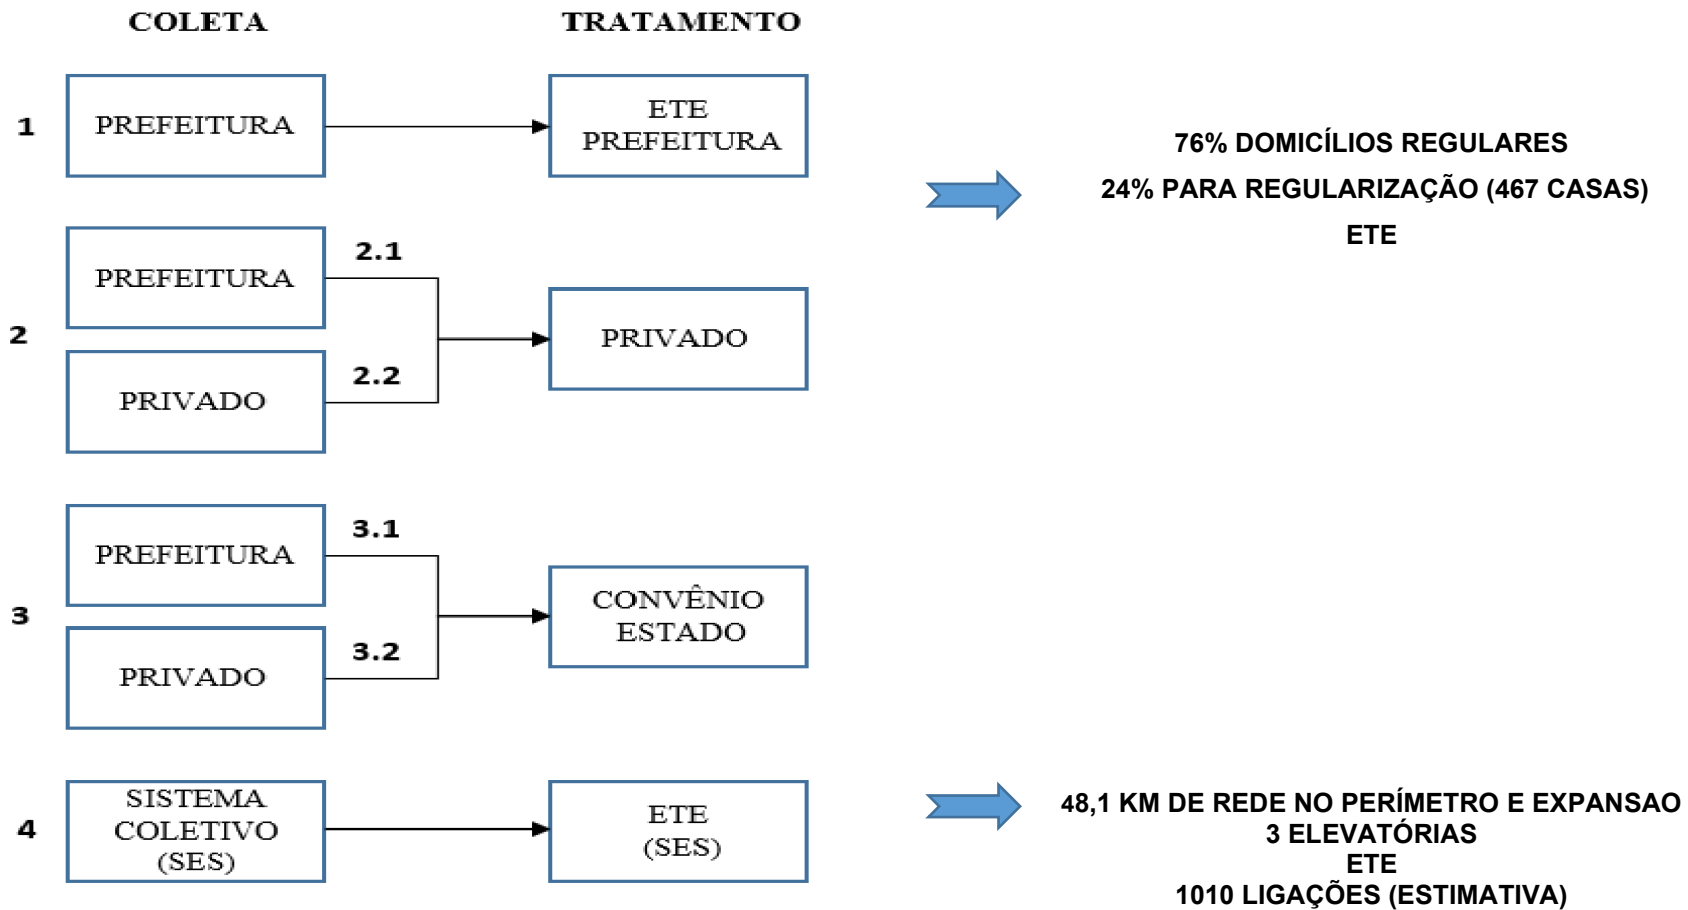 COLETA
TRATAMENTO
1
PREFEITURA
ETE
PREFEITURA
76% DOMICÍLIOS REGULARES
24% PARA REGULARIZAÇÃO (467 CASAS)
ETE
2
PREFEITURA
2.1
PRIVADO
2.2
PRIVADO
3
PREFEITURA
3.1
PRIVADO
3.2
CONVÊNIO
ESTADO
4
SISTEMA
COLETIVO
(SES)
ETE
(SES)
48,1 KM DE REDE NO PERÍMETRO E EXPANSAO
3 ELEVATÓRIAS
ETE
1010 LIGAÇÕES (ESTIMATIVA)